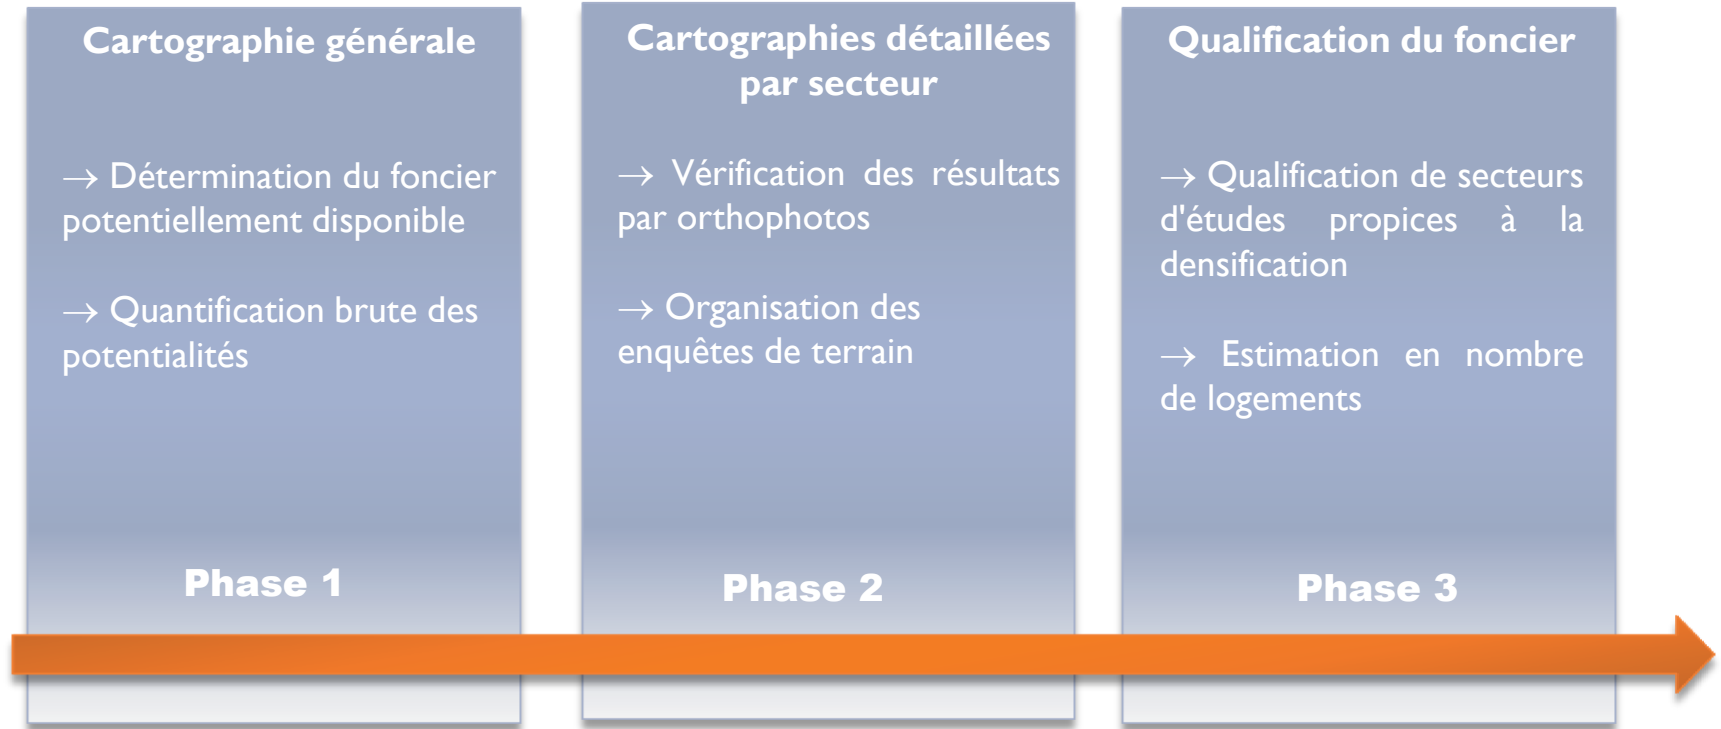 Cartographie générale
→ Détermination du foncier
potentiellement disponible
→ Quantification brute des
potentialités
Phase 1
Cartographies détaillées
par secteur
→ Vérification des résultats
par orthophotos
→ Organisation des
enquêtes de terrain
Phase 2
Qualification du foncier
→ Qualification de secteurs
d'études propices à la
densification
→ Estimation en nombre
de logements
Phase 3